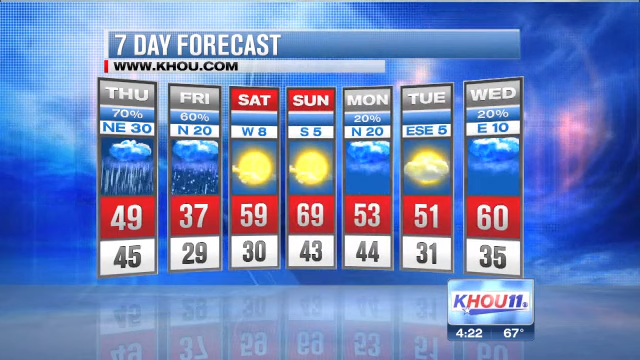 7 DAY FORECAST
WWW.KHOU.COM
THU FRI SAT SUN MON TUE WED
70% 60% 20% 20%
NE 30 N 20 W 8 S 5 N 20 ESE 5 E 10
49 37 59 69 53 51 60
45 29 30 43 44 31 35
KHOU11
4:22 67°